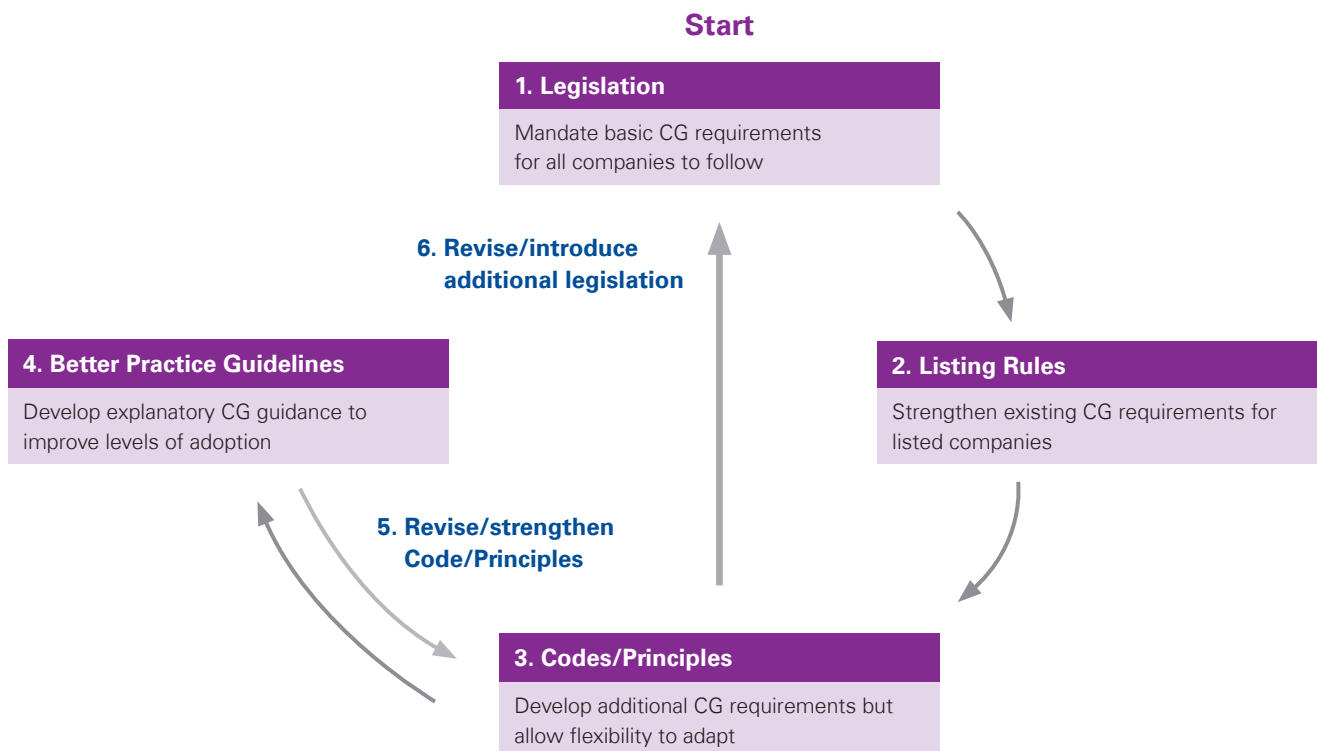 Start
1. Legislation
Mandate basic CG requirements
for all companies to follow
6. Revise/introduce
additional legislation
4. Better Practice Guidelines
Develop explanatory CG guidance to
improve levels of adoption
2. Listing Rules
Strengthen existing CG requirements for
listed companies
5. Revise/strengthen
Code/Principles
3. Codes/Principles
Develop additional CG requirements but
allow flexibility to adapt